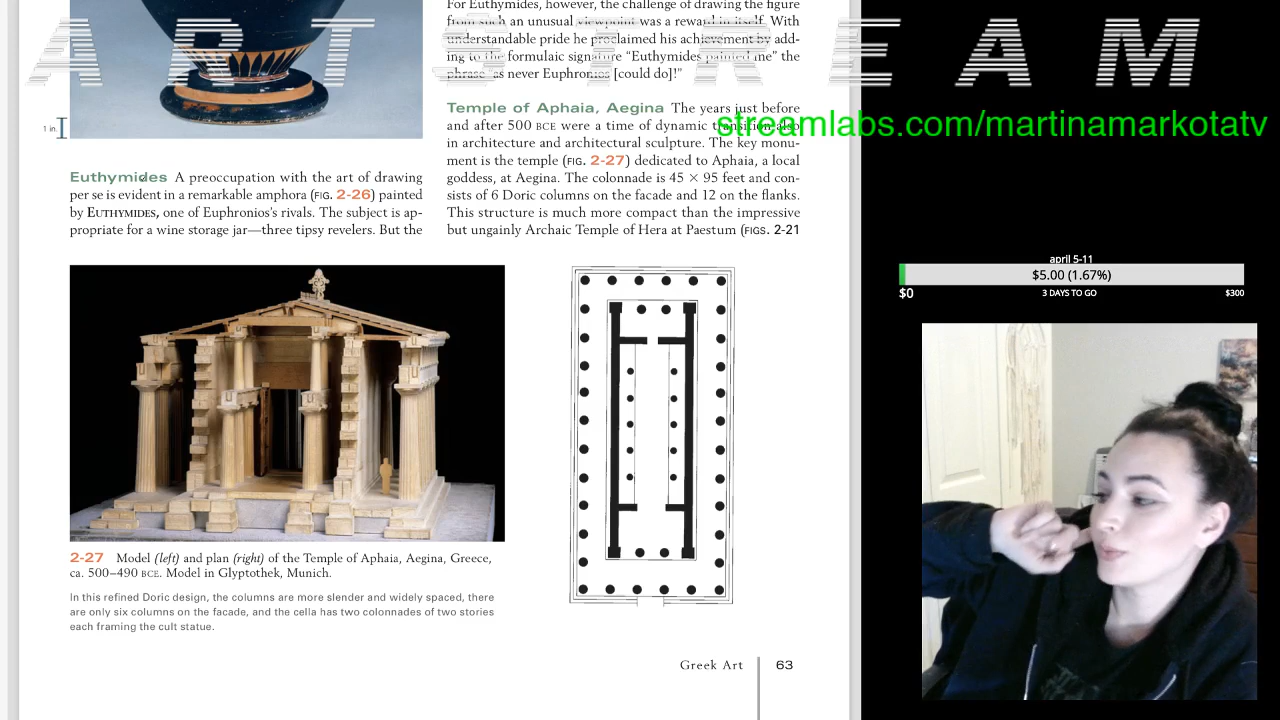 ART STREAM
For Euthymides, however, the challenge of drawing the figure
from such an unusual viewpoint was a reward in itself. With
understandable pride he proclaimed his achievement by add-
ing to the formulaic signature “Euthymides painted me” the
phrase “as never Euphronios [could do]!”
Temple of Aphaia, Aegina The years just before
and after 500 BCE were a time of dynamic transition also
in architecture and architectural sculpture. The key monu-
ment is the temple (FIG. 2-27) dedicated to Aphaia, a local
goddess, at Aegina. The colonnade is 45 × 95 feet and con-
sists of 6 Doric columns on the facade and 12 on the flanks.
This structure is much more compact than the impressive
but ungainly Archaic Temple of Hera at Paestum (FIGS. 2-21
1 in.
Euthymides A preoccupation with the art of drawing
per se is evident in a remarkable amphora (FIG. 2-26) painted
by EUTHYMIDES, one of Euphronios’s rivals. The subject is ap-
propriate for a wine storage jar—three tipsy revelers. But the
2-27 Model (left) and plan (right) of the Temple of Aphaia, Aegina, Greece,
ca. 500–490 BCE. Model in Glyptothek, Munich.
In this refined Doric design, the columns are more slender and widely spaced, there
are only six columns on the facade, and the cella has two colonnades of two stories
each framing the cult statue.
Greek Art 63
streamlabs.com/martinamarkotatv
april 5-11
$5.00 (1.67%)
$0 3 DAYS TO GO $300